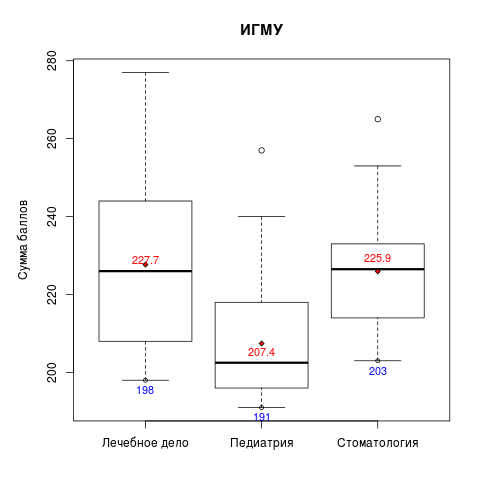 ИГМУ
Сумма баллов
280
260
240
220
200
227.7
198
207.4
191
225.9
203
Лечебное дело
Педиатрия
Стоматология